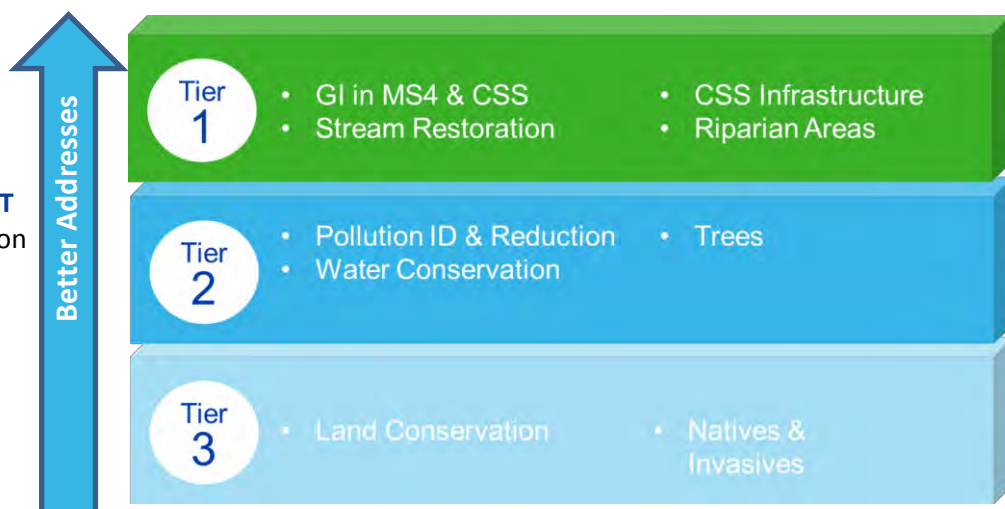 Better Addresses
T
on
Tier
1
• GI in MS4 & CSS
• Stream Restoration
• CSS Infrastructure
• Riparian Areas
Tier
2
• Pollution ID & Reduction
• Water Conservation
• Trees
Tier
3
• Land Conservation
• Natives &
Invasives